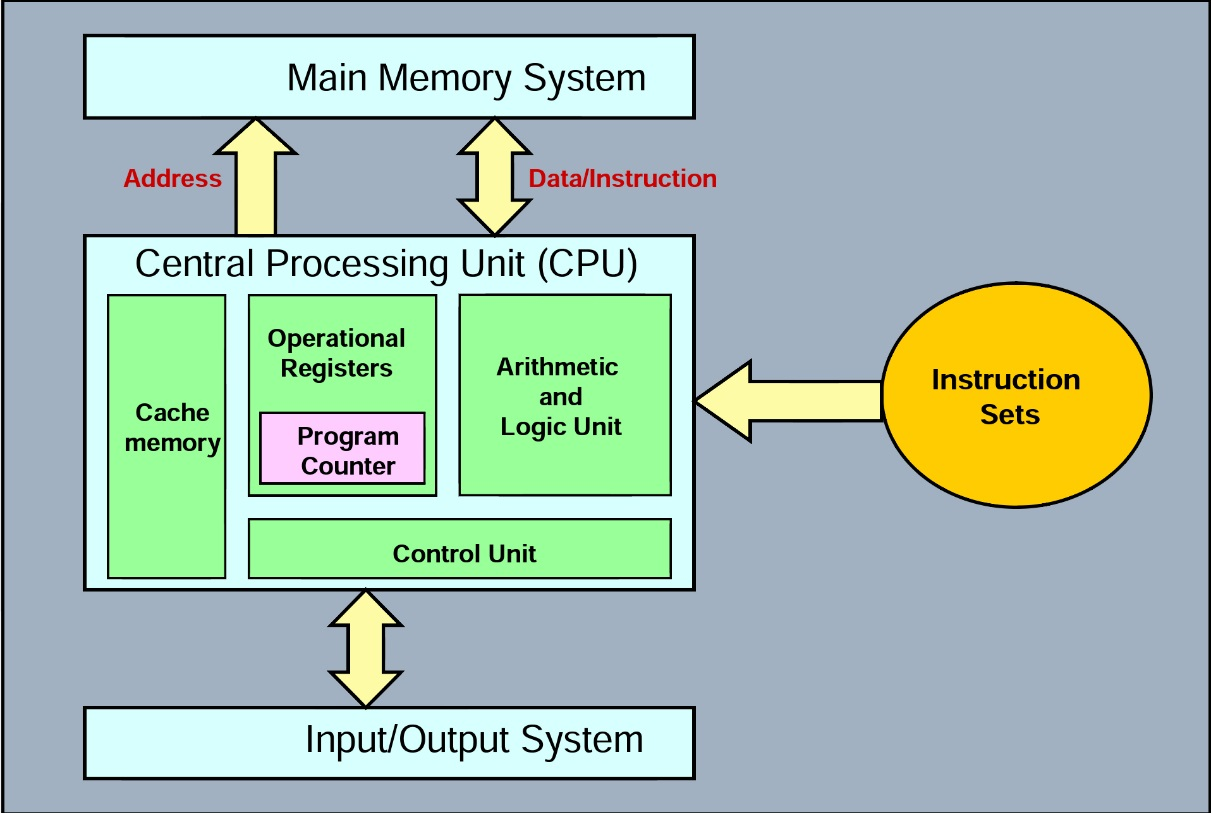 Main Memory System
Address
Data/Instruction
Central Processing Unit (CPU)
Cache
memory
Operational
Registers
Program
Counter
Arithmetic
and
Logic Unit
Control Unit
Instruction
Sets
Input/Output System